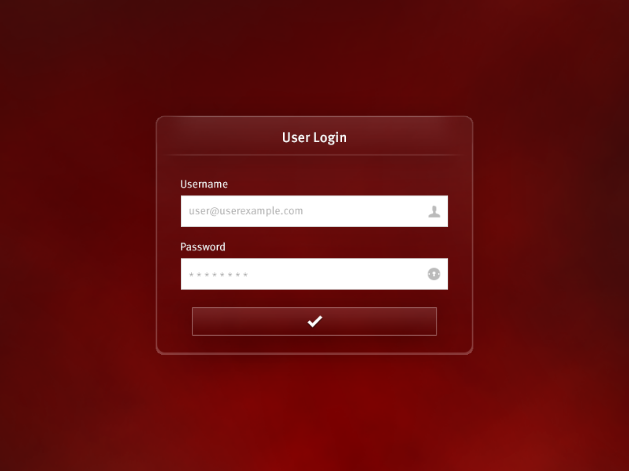 User Login
Username
user@userexample.com
Password
********